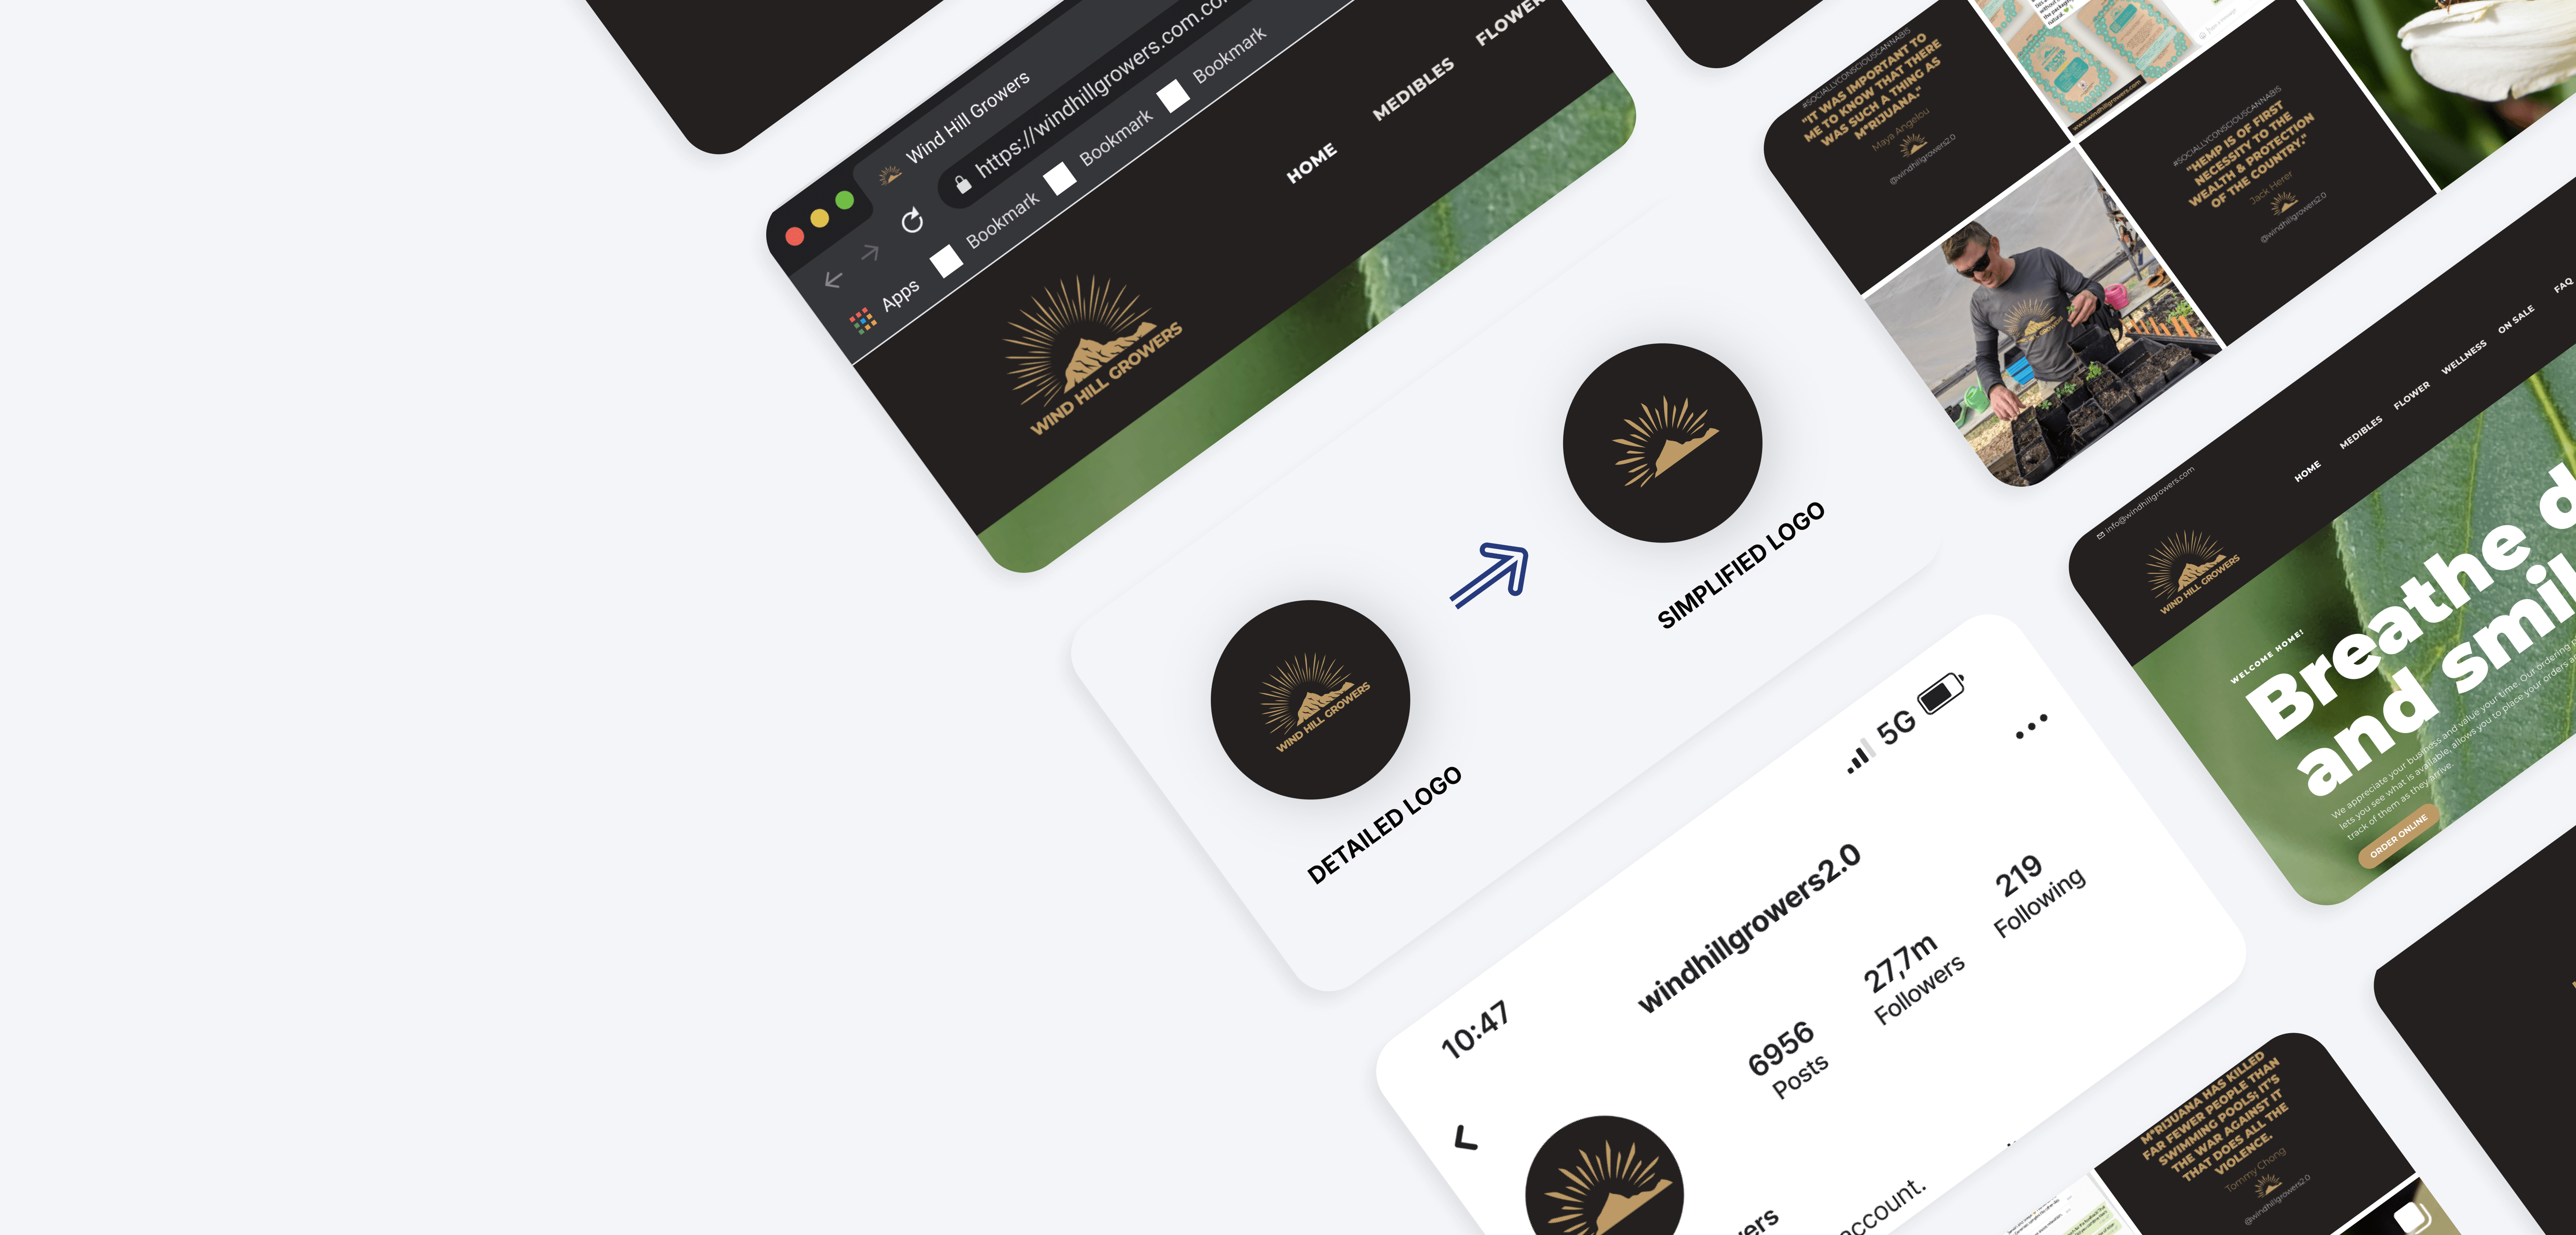 Wind Hill Growers
https://windhillgrowers.com.co
Apps
Bookmark
Bookmark
Bookmark
HOME
MEDIBLES
FLOWER
WIND HILL GROWERS
WIND HILL GROWERS
DETAILED LOGO
SIMPLIFIED LOGO
10:47
5G
windhillgrowers2.0
6956
Posts
27,7m
Followers
219
Following
account.
#SOCIALLYCONSCIOUSCANNABIS
"IT WAS IMPORTANT TO
ME TO KNOW THAT THERE
WAS SUCH A THING AS
M*RIJUANA."
Maya Angelou
@windhillgrowers2.0
www.windhillgrowers.com
#SOCIALLYCONSCIOUSCANNABIS
"HEMP IS OF FIRST
NECESSITY TO THE
WEALTH & PROTECTION
OF THE COUNTRY."
Jack Herer
@windhillgrowers2.0
info@windhillgrowers.com
WIND HILL GROWERS
HOME
MEDIBLES
FLOWER
WELLNESS
ON SALE
FAQ
WELCOME HOME!
Breathe d
and smil
We appreciate your business and value your time. Our ordering
lets you see what is available, allows you to place your orders
track of them as they arrive.
ORDER ONLINE
M*RIJUANA HAS KILLED
FAR FEWER PEOPLE THAN
SWIMMING POOLS; IT'S
THE WAR AGAINST IT
THAT DOES ALL THE
VIOLENCE.
Tommy Chong
@windhillgrowers2.0